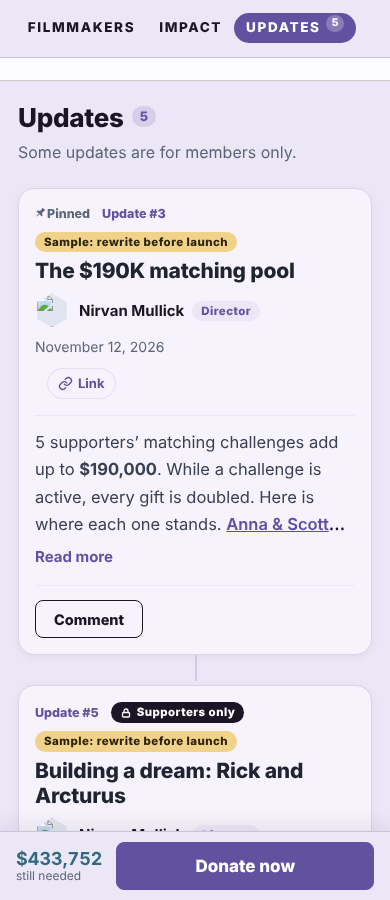 FILMMAKERS IMPACT UPDATES 5
Updates 5
Some updates are for members only.
Pinned Update #3
Sample: rewrite before launch
The $190K matching pool
Nirvan Mullick Director
November 12, 2026
Link
5 supporters’ matching challenges add
up to $190,000. While a challenge is
active, every gift is doubled. Here is
where each one stands. Anna & Scott...
Read more
Comment
Update #5 Supporters only
Sample: rewrite before launch
Building a dream: Rick and
Arcturus
$433,752
still needed
Donate now